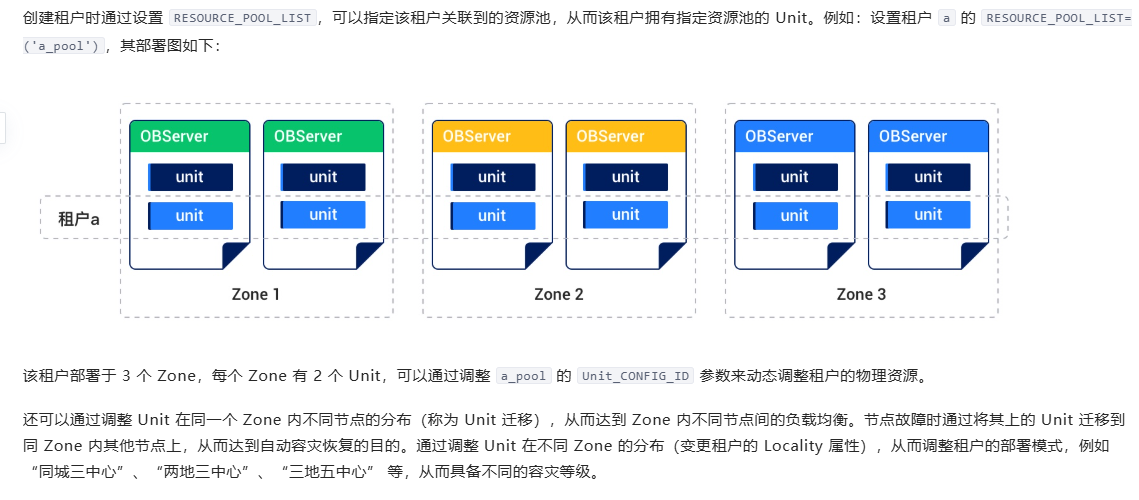 创建租户时通过设置 RESOURCE_POOL_LIST，可以指定该租户关联到的资源池，从而该租户拥有指定资源池的 Unit。例如：设置租户 a 的 RESOURCE_POOL_LIST=
('a_pool')，其部署图如下：
OBServer OBServer OBServer OBServer OBServer OBServer
unit unit unit unit unit unit
租户a unit unit unit unit unit unit
Zone 1 Zone 2 Zone 3
该租户部署于 3 个 Zone，每个 Zone 有 2 个 Unit，可以通过调整 a_pool 的 Unit_CONFIG_ID 参数来动态调整租户的物理资源。
还可以通过调整 Unit 在同一个 Zone 内不同节点的分布（称为 Unit 迁移），从而达到 Zone 内不同节点间的负载均衡。节点故障时通过将其上的 Unit 迁移到
同 Zone 内其他节点上，从而达到自动容灾恢复的目的。通过调整 Unit 在不同 Zone 的分布（变更租户的 Locality 属性），从而调整租户的部署模式，例如
“同城三中心”、“两地三中心”、“三地五中心” 等，从而具备不同的容灾等级。